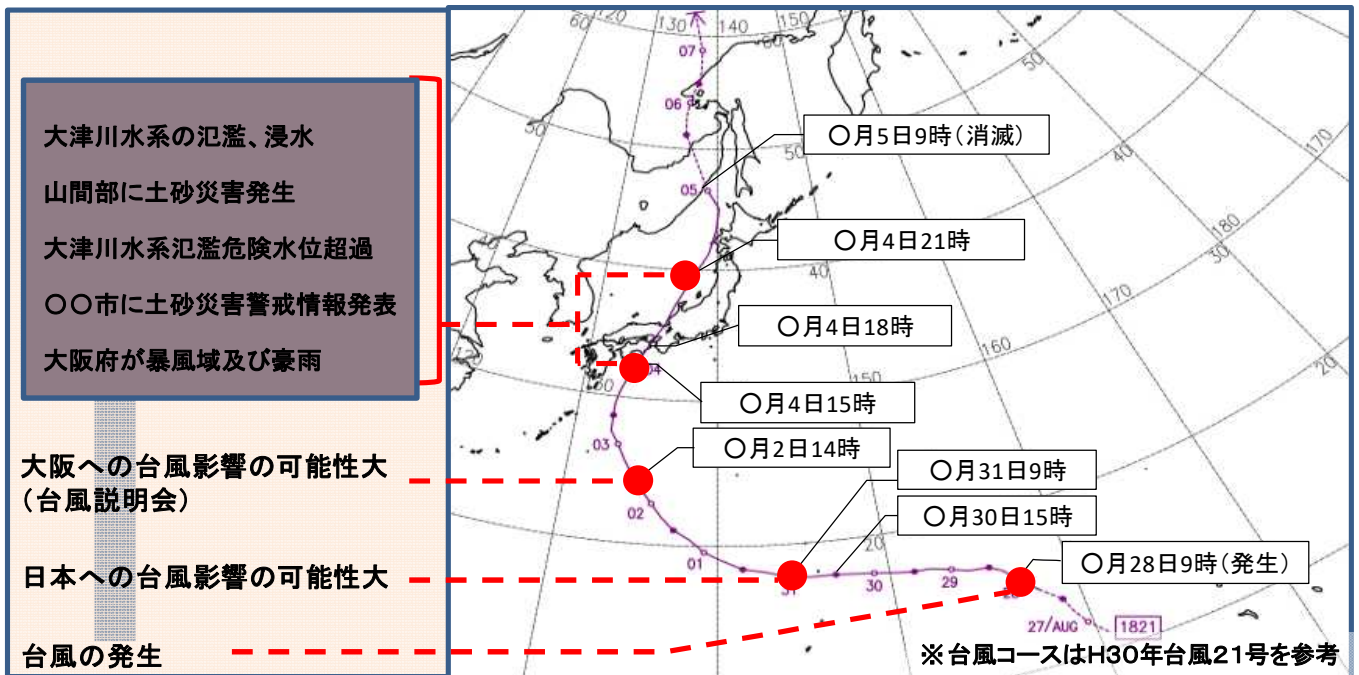 大津川水系の氾濫、浸水
山間部に土砂災害発生
大津川水系氾濫危険水位超過
〇〇市に土砂災害警戒情報発表
大阪府が暴風域及び豪雨
大阪への台風影響の可能性大
（台風説明会）
日本への台風影響の可能性大
台風の発生
〇月5日9時（消滅）
〇月4日21時
〇月4日18時
〇月4日15時
〇月2日14時
〇月31日9時
〇月30日15時
〇月28日9時（発生）
※台風コースはH30年台風21号を参考
60
120
130
140
150
160
50
170
40
180
30
170
20
50
50
40
160
150
20
07
06
05
04
03
02
01
31
30
29
28
27/AUG
1821